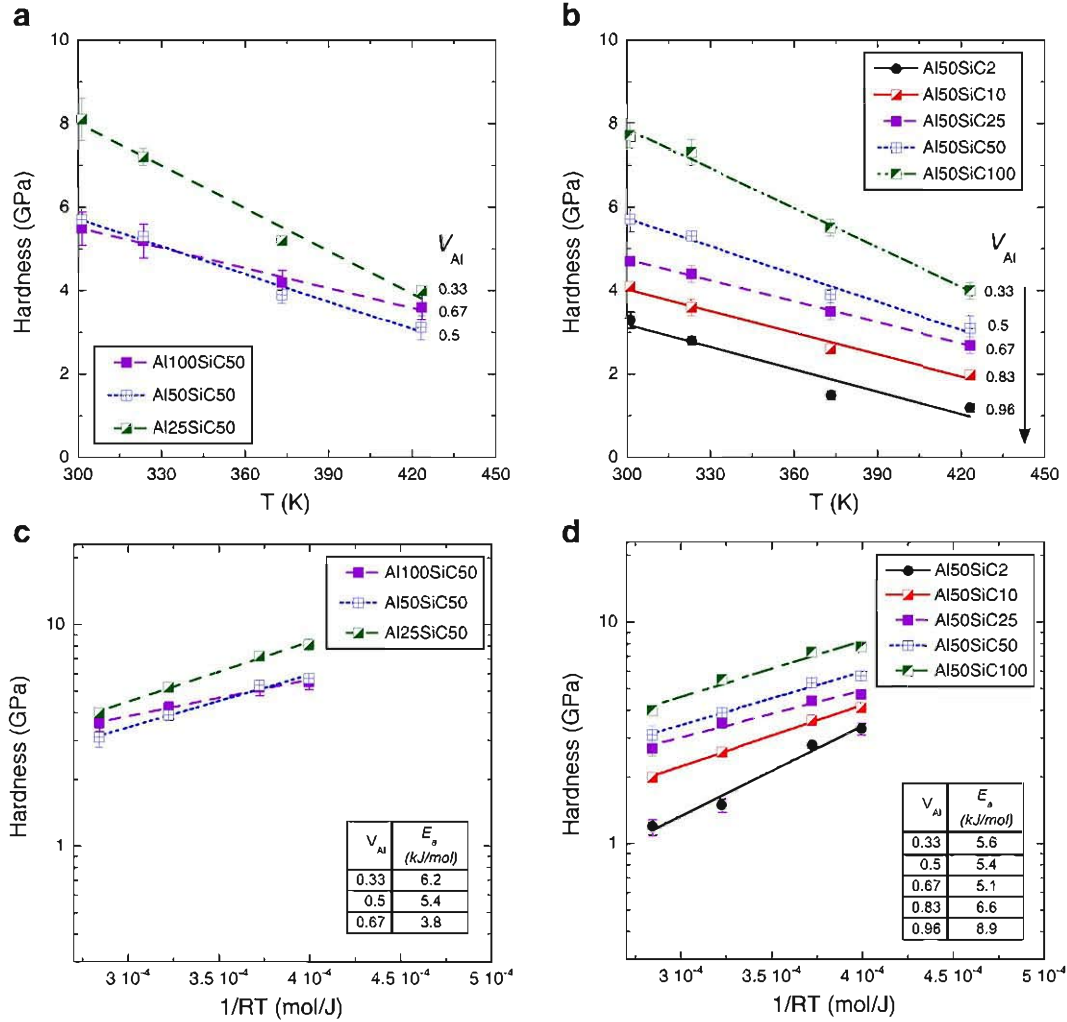 a
10
8
6
4
2
0
Hardness (GPa)
300
330
360
390
420
450
T (K)
V Al
0.33
0.67
0.5
Al100SiC50
Al50SiC50
Al25SiC50
b
10
8
6
4
2
0
Hardness (GPa)
300
330
360
390
420
450
T (K)
Al50SiC2
Al50SiC10
Al50SiC25
Al50SiC50
Al50SiC100
V Al
0.33
0.5
0.67
0.83
0.96
c
10
1
Hardness (GPa)
3 10⁻⁴
3.5 10⁻⁴
4 10⁻⁴
4.5 10⁻⁴
5 10⁻⁴
1/RT (mol/J)
Al100SiC50
Al50SiC50
Al25SiC50
V Al E a (kJ/mol)
0.33 6.2
0.5 5.4
0.67 3.8
d
10
1
Hardness (GPa)
3 10⁻⁴
3.5 10⁻⁴
4 10⁻⁴
4.5 10⁻⁴
5 10⁻⁴
1/RT (mol/J)
Al50SiC2
Al50SiC10
Al50SiC25
Al50SiC50
Al50SiC100
V Al E a (kJ/mol)
0.33 5.6
0.5 5.4
0.67 5.1
0.83 6.6
0.96 8.9